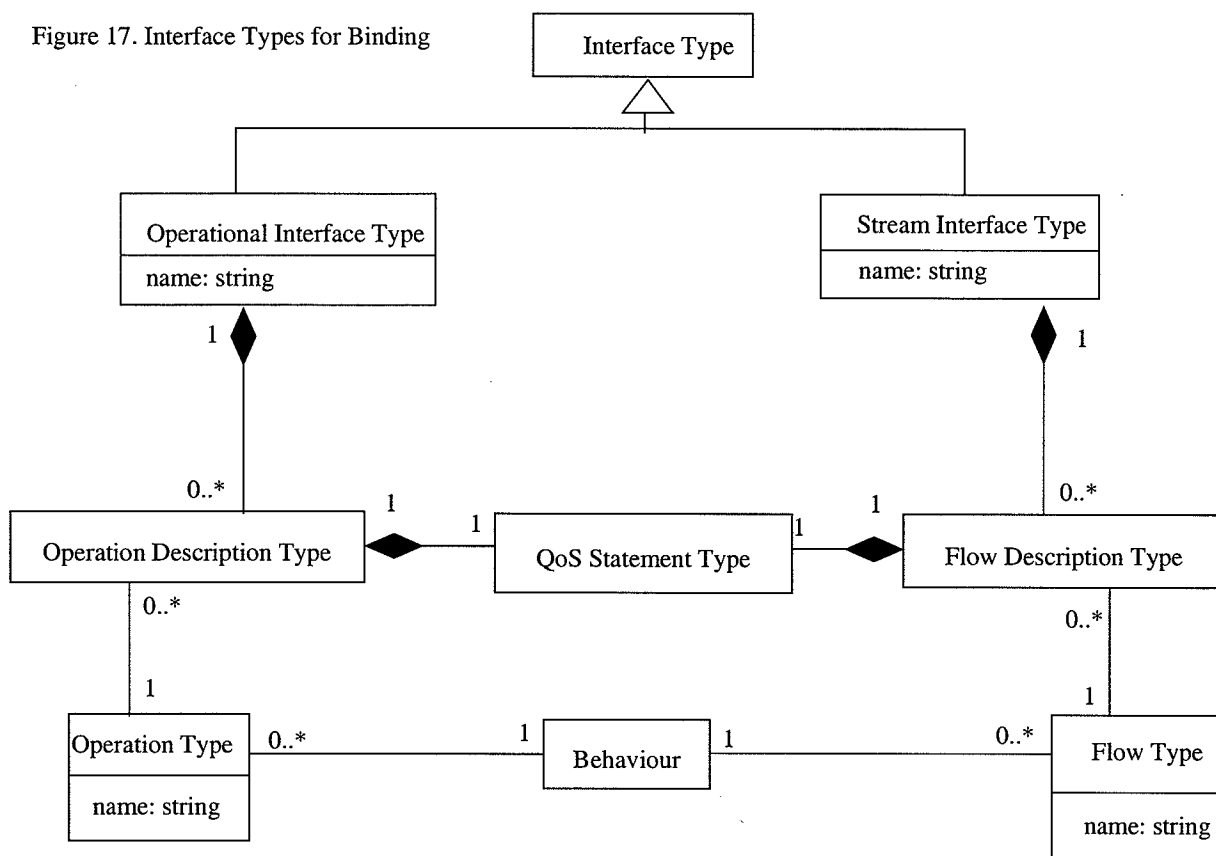 Figure 17. Interface Types for Binding
Interface Type
Operational Interface Type
name: string
Stream Interface Type
name: string
1
1
0..*
0..*
Operation Description Type
1
1
QoS Statement Type
1
1
Flow Description Type
0..*
0..*
1
1
Operation Type
name: string
0..*
1
Behaviour
1
0..*
Flow Type
name: string